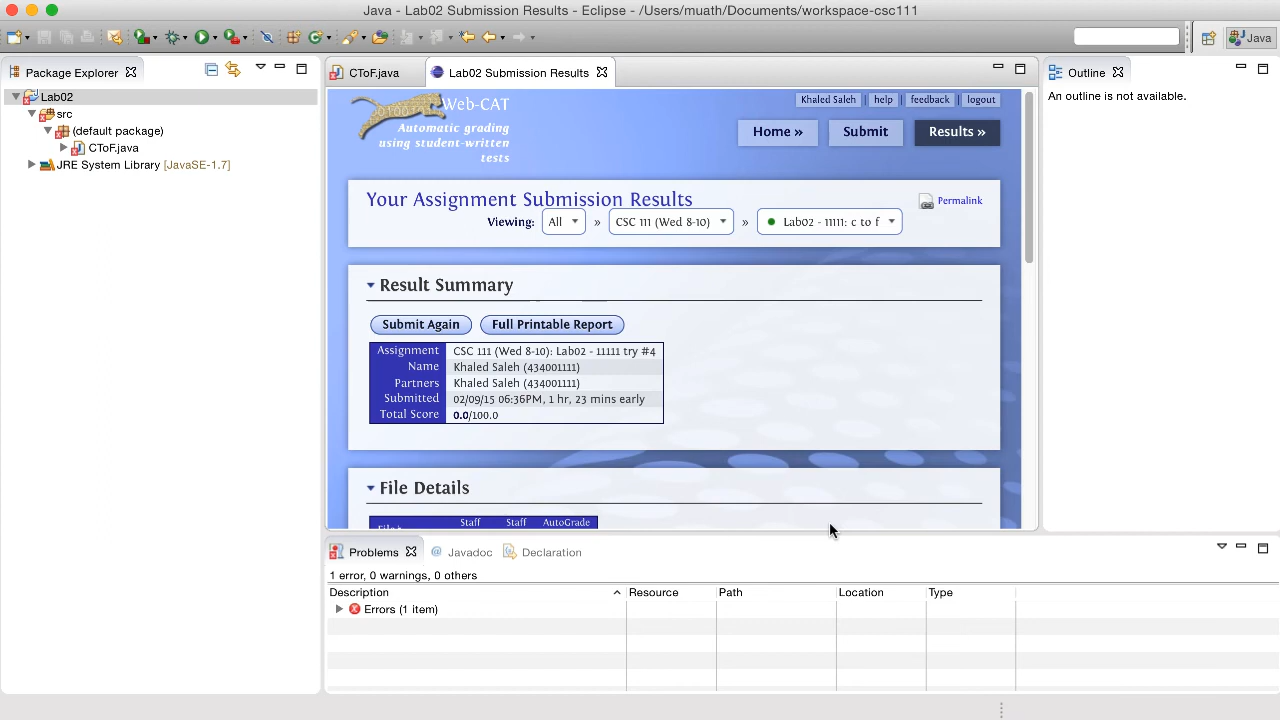 Java - Lab02 Submission Results - Eclipse - /Users/muath/Documents/workspace-csc111
Java
Package Explorer
Lab02
src
(default package)
CToF.java
JRE System Library [JavaSE-1.7]
CToF.java
Lab02 Submission Results
Web-CAT
Automatic grading
using student-written
tests
Khaled Saleh
help
feedback
logout
Home »
Submit
Results »
Your Assignment Submission Results
Permalink
Viewing: All » CSC 111 (Wed 8-10) » Lab02 - 11111: c to f
Result Summary
Submit Again
Full Printable Report
Assignment CSC 111 (Wed 8-10): Lab02 - 11111 try #4
Name Khaled Saleh (434001111)
Partners Khaled Saleh (434001111)
Submitted 02/09/15 06:36PM, 1 hr, 23 mins early
Total Score 0.0/100.0
File Details
Staff Staff AutoGrade
Outline
An outline is not available.
Problems
@ Javadoc
Declaration
1 error, 0 warnings, 0 others
Description Resource Path Location Type
Errors (1 item)